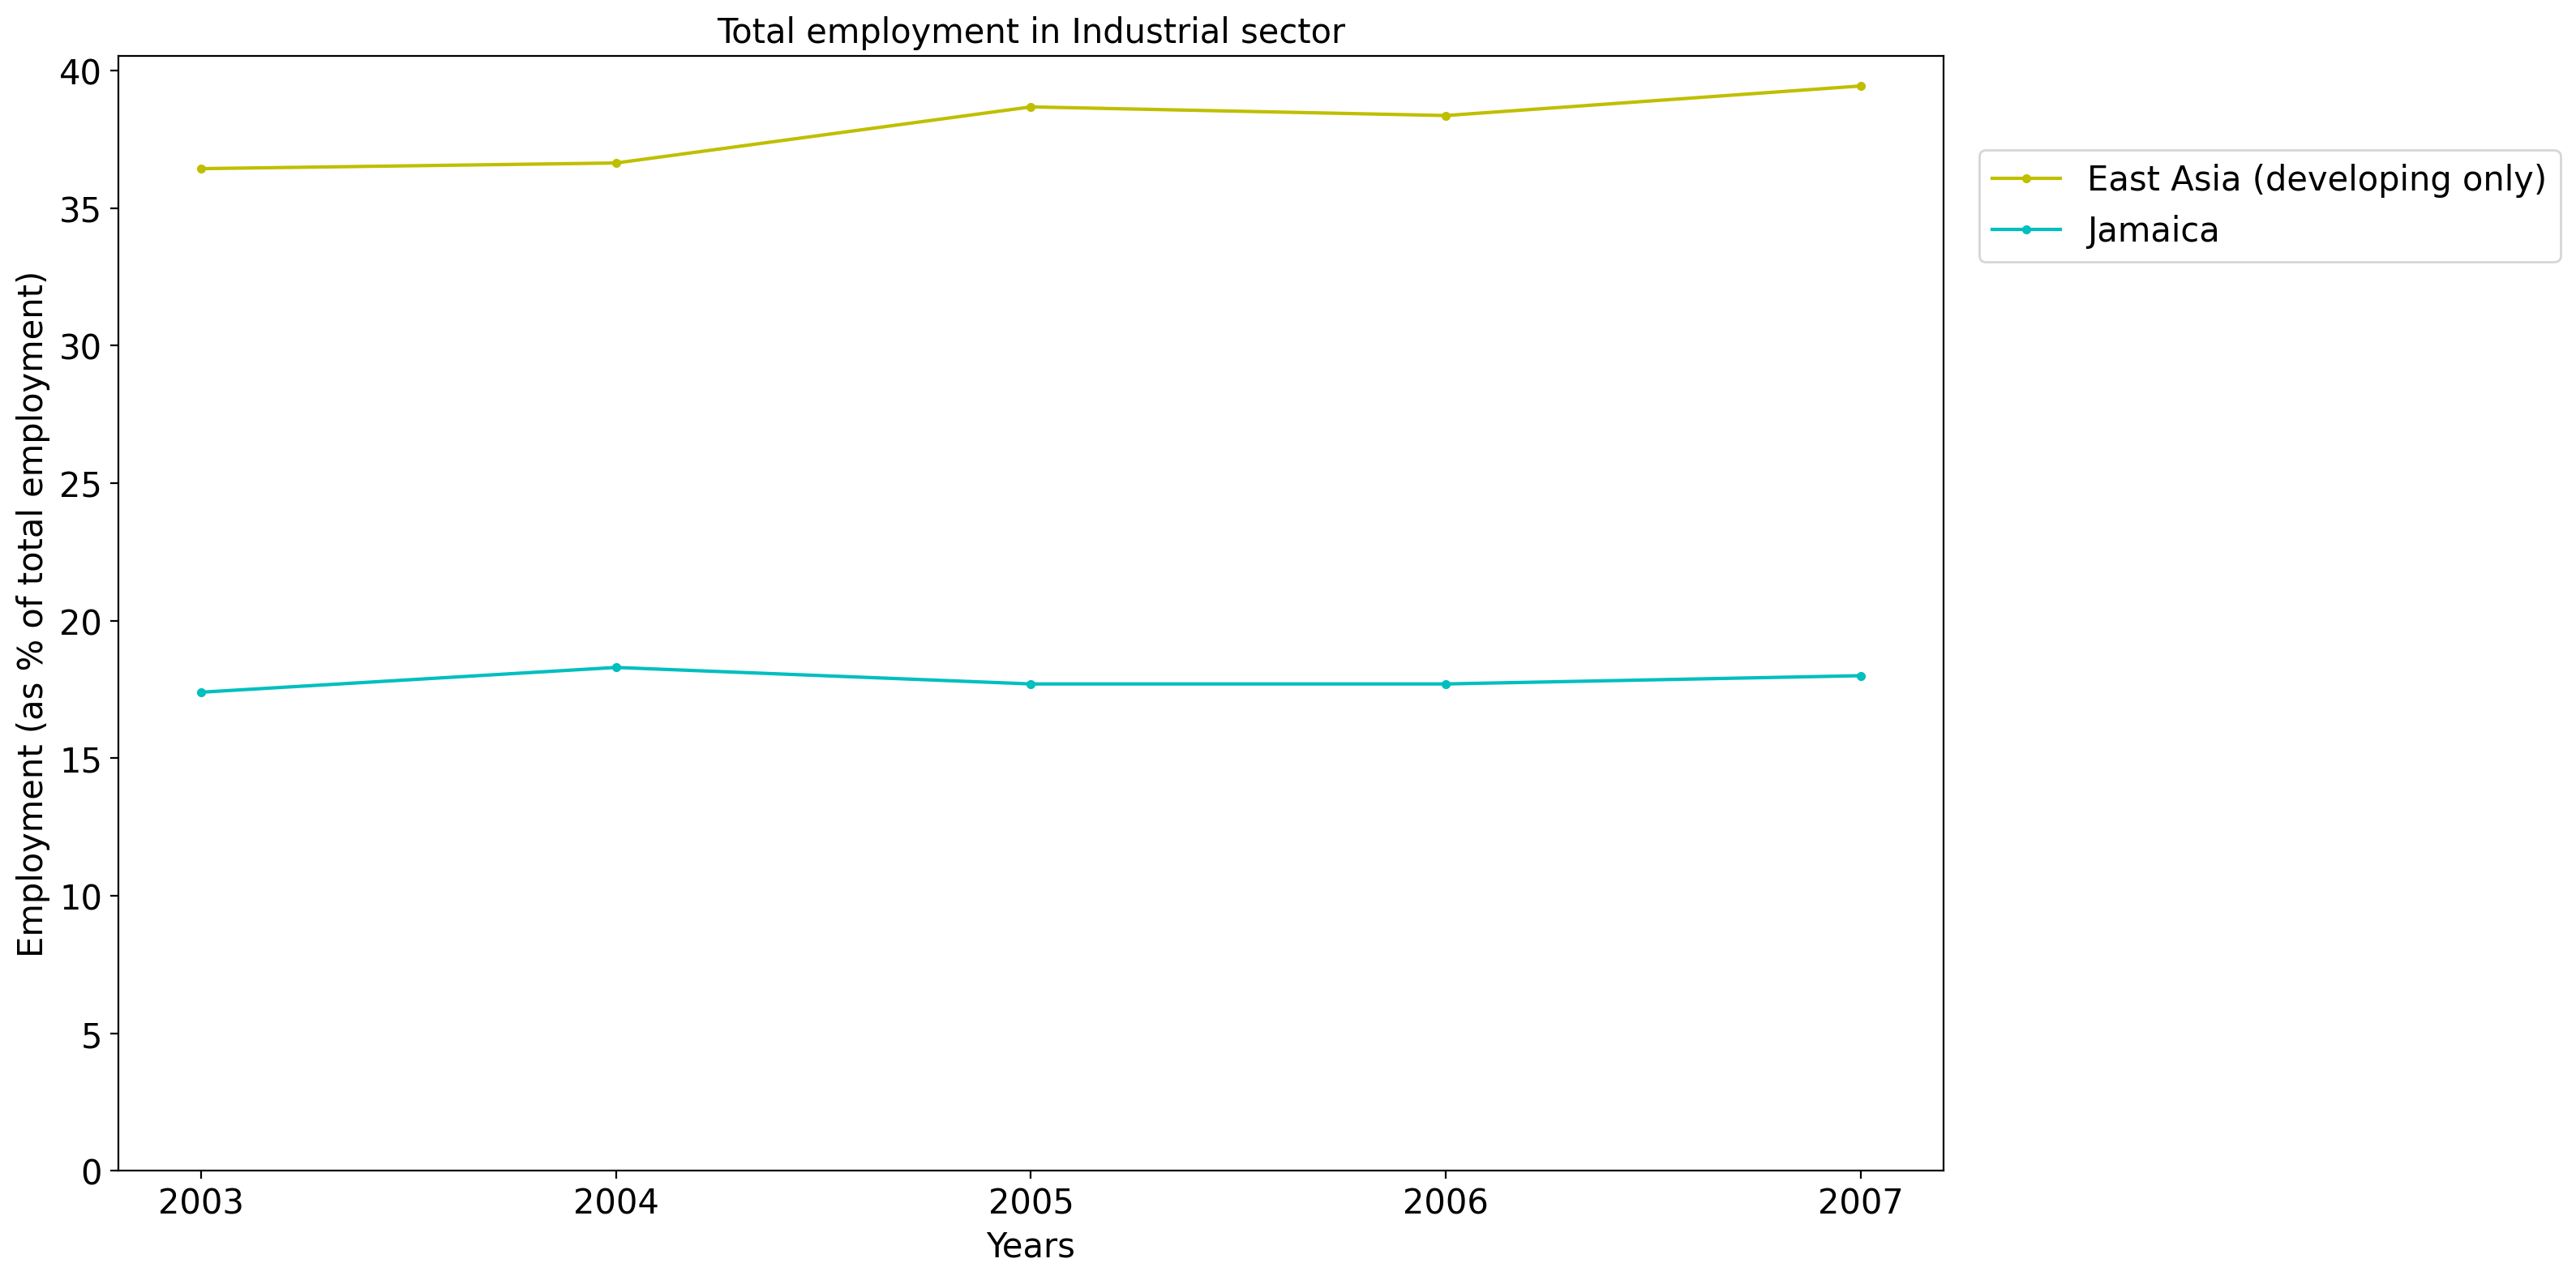 Total employment in Industrial sector
Employment (as % of total employment)
40
35
30
25
20
15
10
5
0
2003 2004 2005 2006 2007
Years
East Asia (developing only)
Jamaica